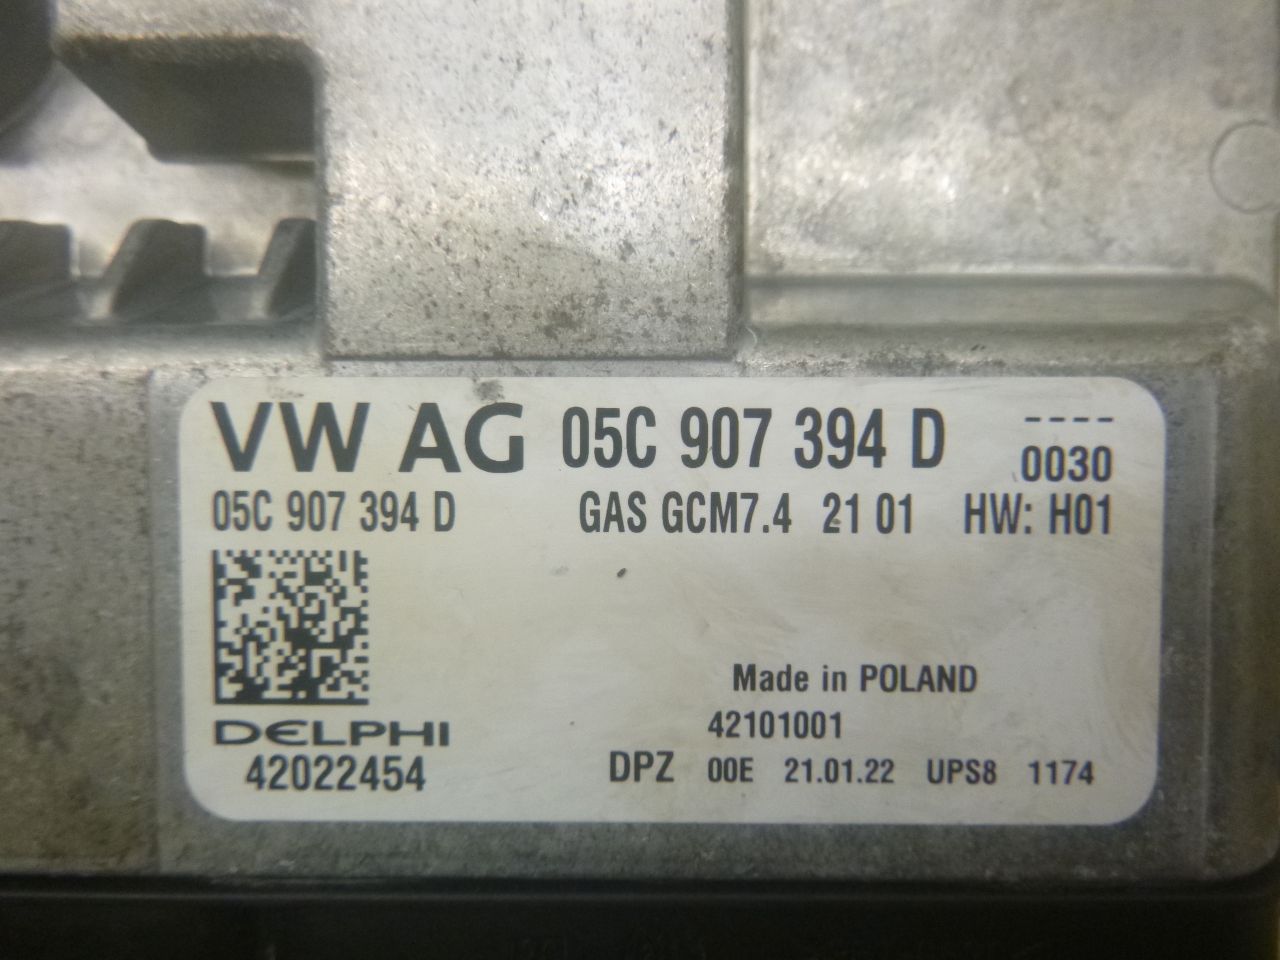 VW AG 05C 907 394 D ----
0030
05C 907 394 D GAS GCM7.4 21 01 HW: H01
Made in POLAND
DELPHI 42101001
42022454 DPZ 00E 21.01.22 UPS8 1174